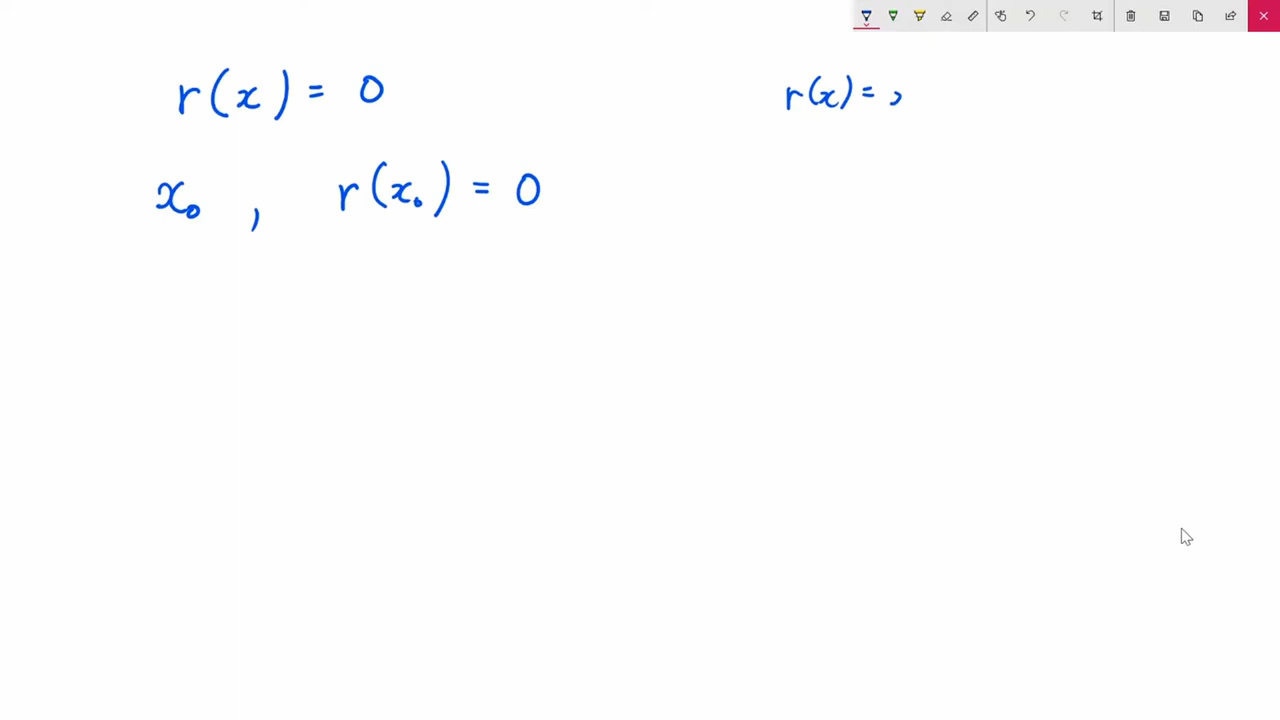 r(x) = 0
r(x) =
x₀ , r(x₀) = 0